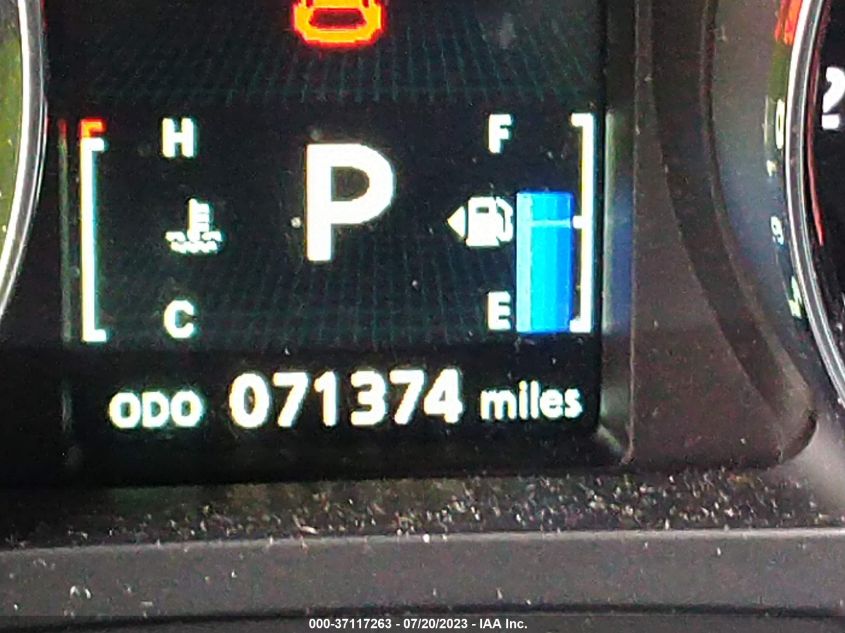 H F
P
C E
ODO 071374 miles
000-37117263 - 07/20/2023 - IAA Inc.